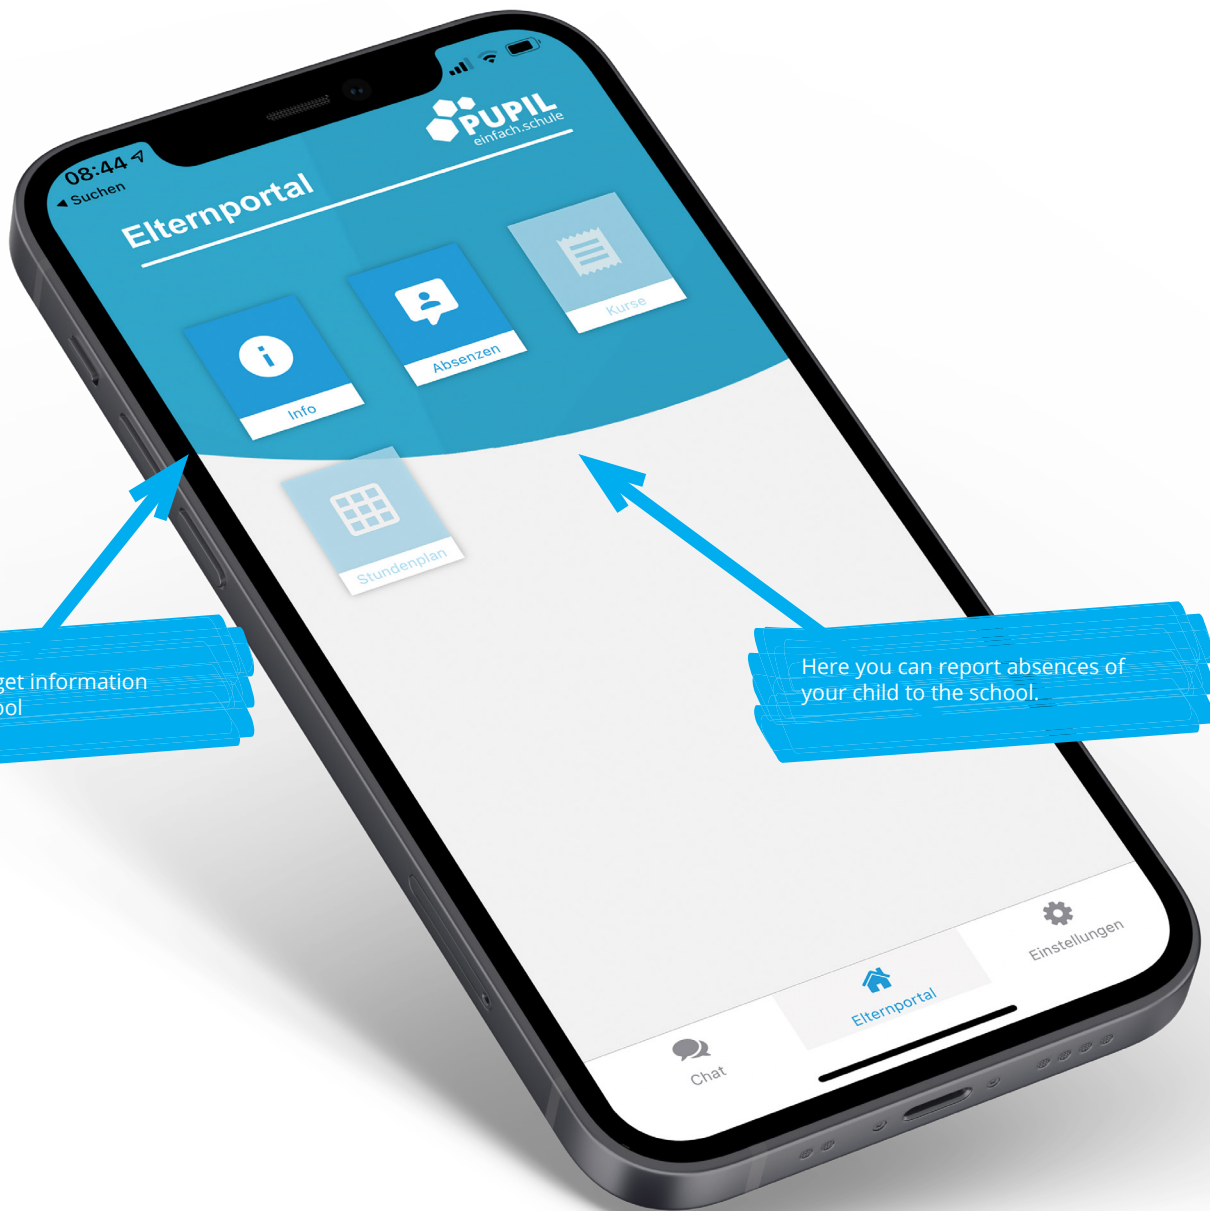 08:44
Suchen
PUPIL
einfach.schule
Elternportal
Info
Absenzen
Kurse
Stundenplan
get information
Here you can report absences of
your child to the school.
Chat
Elternportal
Einstellungen